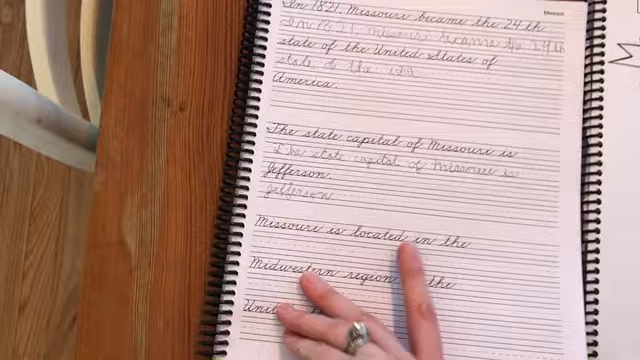 Missouri
In 1821, Missouri became the 24th
In 1821, Missouri became the 24th
state of the United States of
state of the
America.
The state capital of Missouri is
The state capital of Missouri is
Jefferson.
Jefferson
Missouri is located in the
Midwestern region the